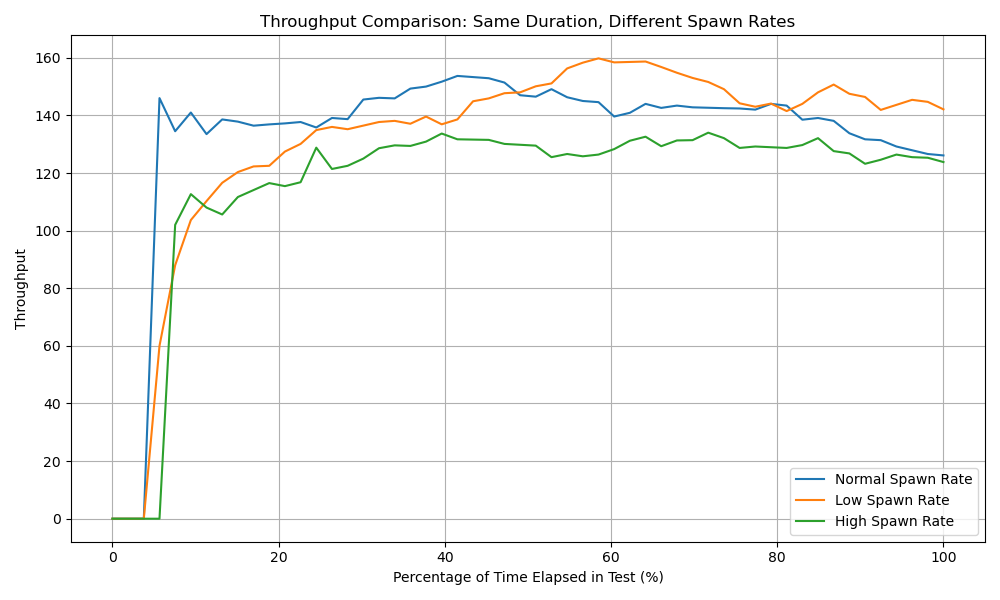 Throughput Comparison: Same Duration, Different Spawn Rates
160
140
120
100
80
60
40
20
0
Throughput
0 20 40 60 80 100
Percentage of Time Elapsed in Test (%)
Normal Spawn Rate
Low Spawn Rate
High Spawn Rate